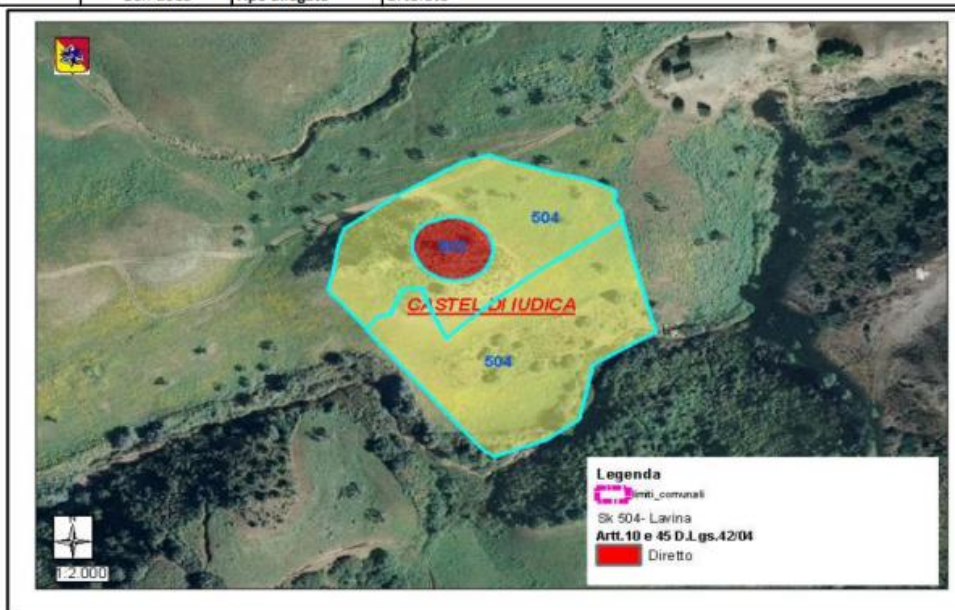 504
CASTEL DI IUDICA
504
Legenda
limiti_comunali
Sk 504- Lavina
Artt.10 e 45 D.Lgs.42/04
Diretto
N
1:2.000